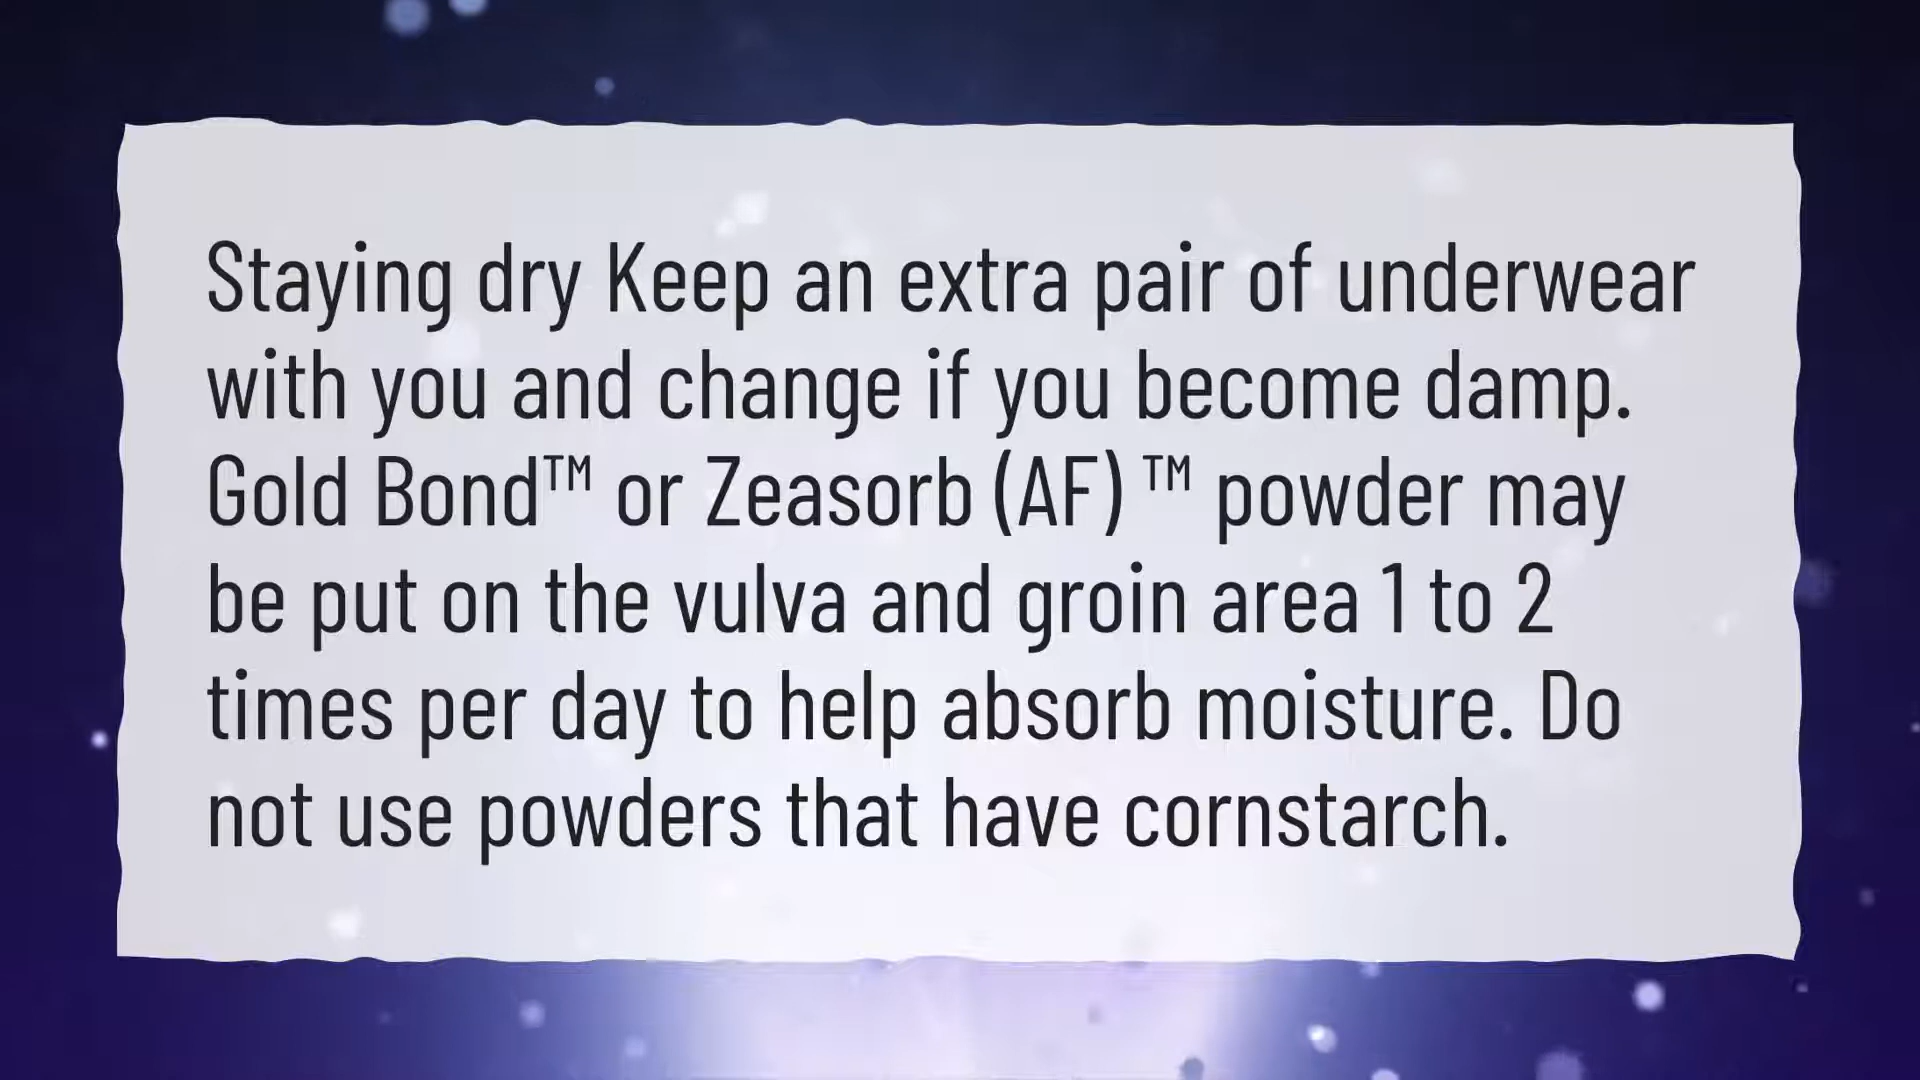 Staying dry Keep an extra pair of underwear
with you and change if you become damp.
Gold Bond™ or Zeasorb (AF) ™ powder may
be put on the vulva and groin area 1 to 2
times per day to help absorb moisture. Do
not use powders that have cornstarch.